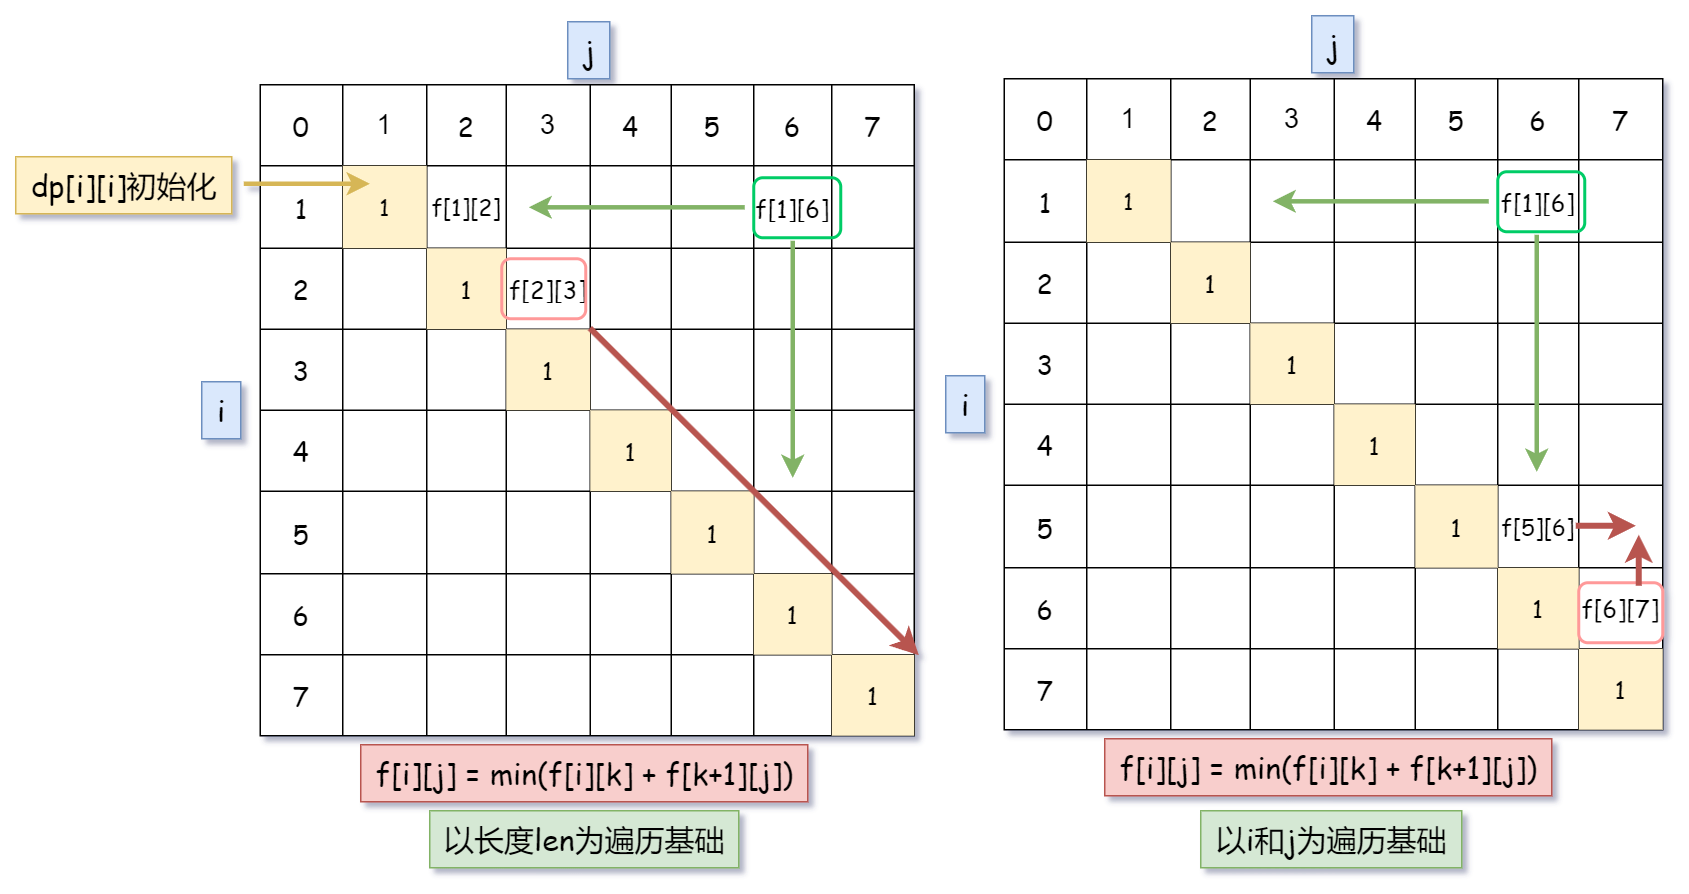 j
0 1 2 3 4 5 6 7
dp[i][i]初始化
1 1 f[1][2] f[1][6]
2 1 f[2][3]
3 1
i
4 1
5 1
6 1
7 1
f[i][j] = min(f[i][k] + f[k+1][j])
以长度len为遍历基础
j
0 1 2 3 4 5 6 7
1 1 f[1][6]
2 1
3 1
i
4 1
5 1 f[5][6]
6 1 f[6][7]
7 1
f[i][j] = min(f[i][k] + f[k+1][j])
以i和j为遍历基础